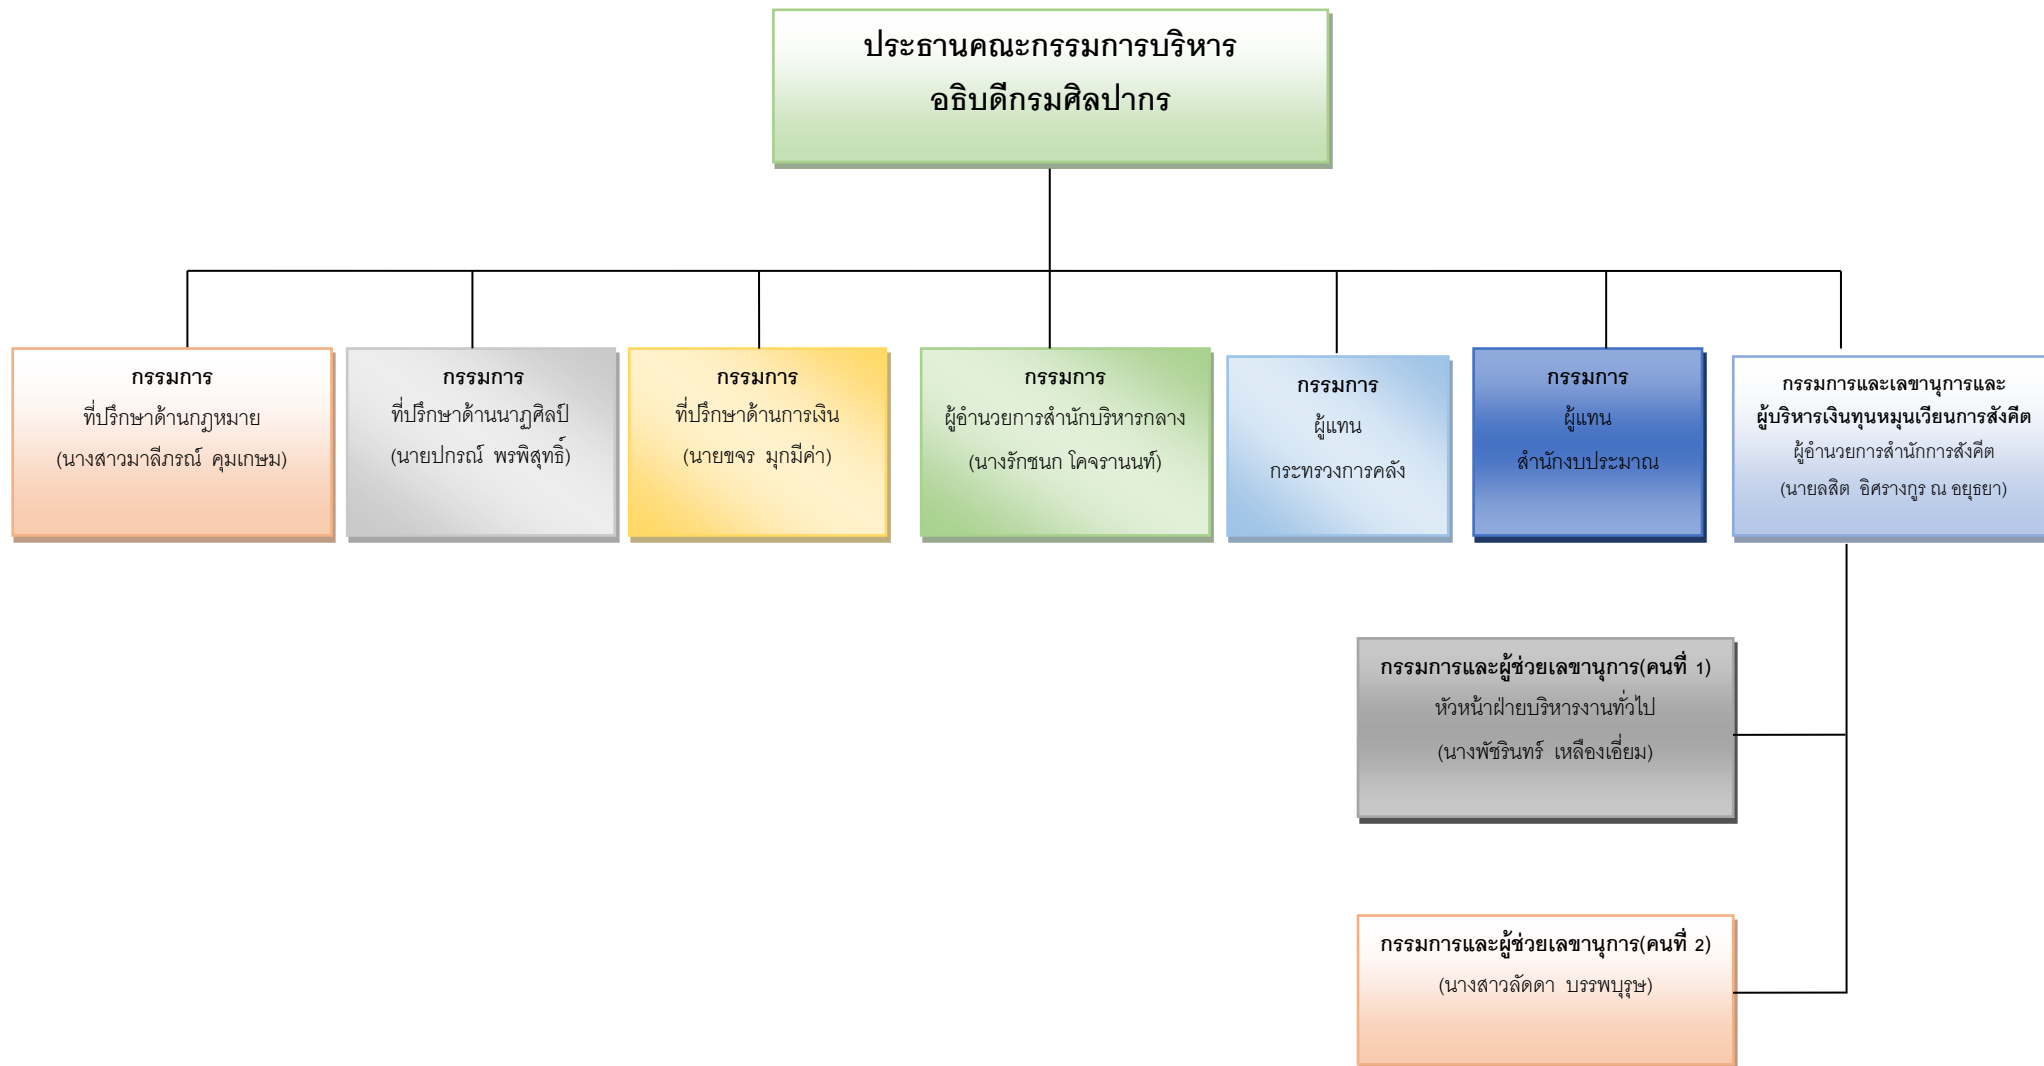 ประธานคณะกรรมการบริหาร
อธิบดีกรมศิลปากร
กรรมการ
ที่ปรึกษาด้านกฎหมาย
(นางสาวมาลีภรณ์ คุมเกษม)
กรรมการ
ที่ปรึกษาด้านนาฏศิลป์
(นายปกรณ์ พรพิสุทธิ์)
กรรมการ
ที่ปรึกษาด้านการเงิน
(นายขจร มุกมีค่า)
กรรมการ
ผู้อำนวยการสำนักบริหารกลาง
(นางรักชนก โคจรานนท์)
กรรมการ
ผู้แทน
กระทรวงการคลัง
กรรมการ
ผู้แทน
สำนักงบประมาณ
กรรมการและเลขานุการและ
ผู้บริหารเงินทุนหมุนเวียนการสังคีต
ผู้อำนวยการสำนักการสังคีต
(นายลสิต อิศรางกูร ณ อยุธยา)
กรรมการและผู้ช่วยเลขานุการ(คนที่ 1)
หัวหน้าฝ่ายบริหารงานทั่วไป
(นางพัชรินทร์ เหลืองเอี่ยม)
กรรมการและผู้ช่วยเลขานุการ(คนที่ 2)
(นางสาวลัดดา บรรพบุรุษ)